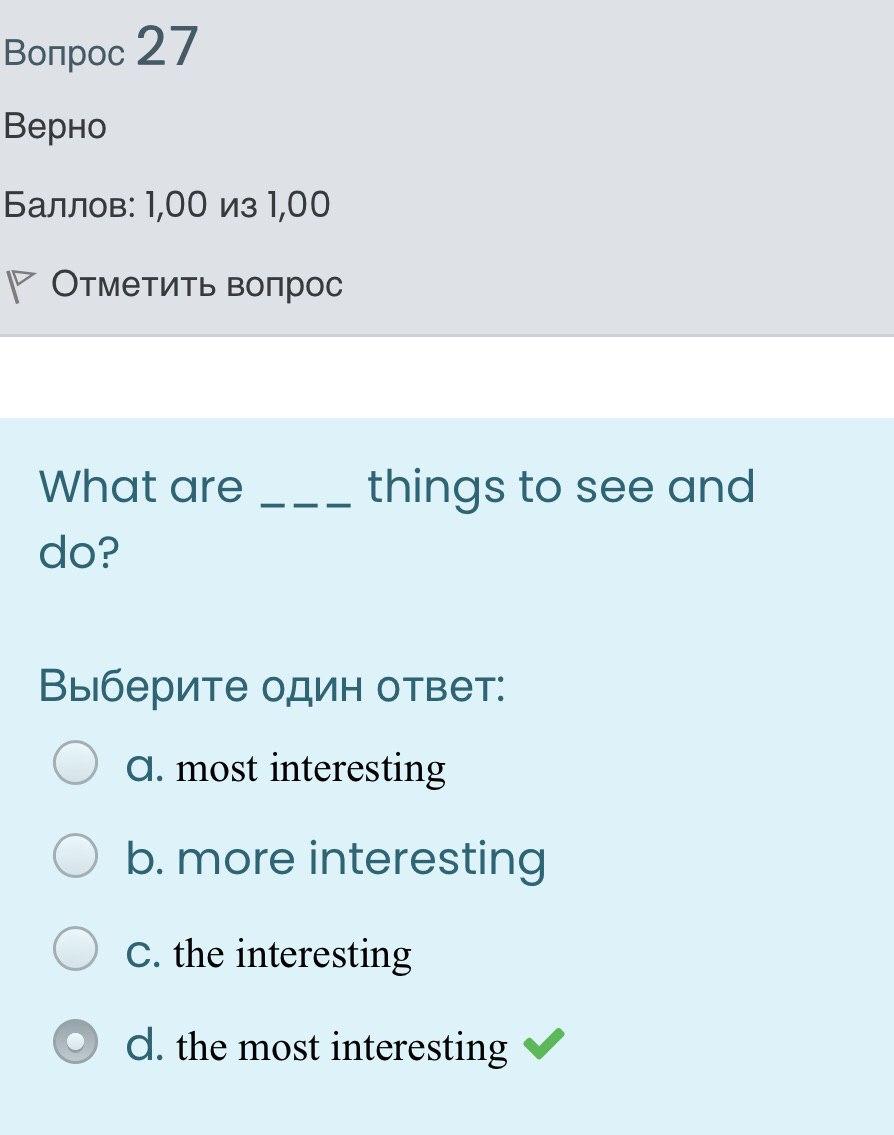 Вопрос 27
Верно
Баллов: 1,00 из 1,00
Отметить вопрос
What are ___ things to see and
do?
Выберите один ответ:
a. most interesting
b. more interesting
c. the interesting
d. the most interesting